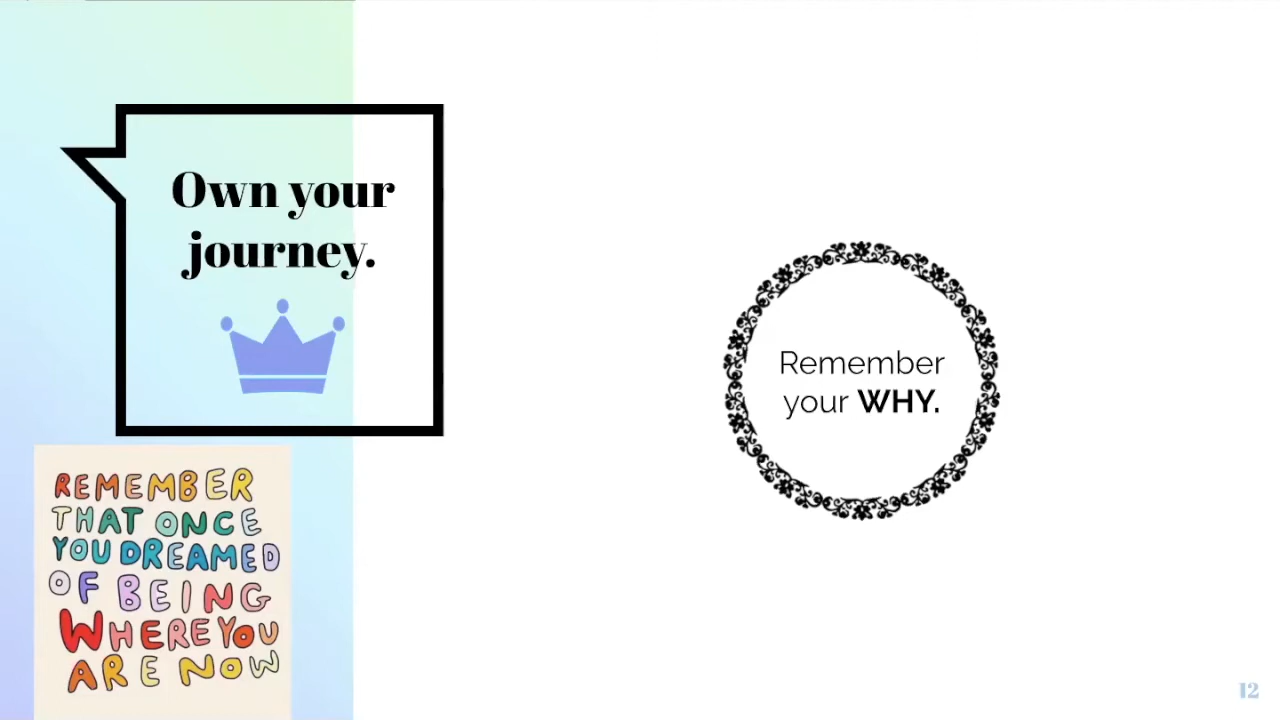 Own your
journey.
REMEMBER
THAT ONCE
YOU DREAMED
OF BEING
WHERE YOU
ARE NOW
Remember
your WHY.
12